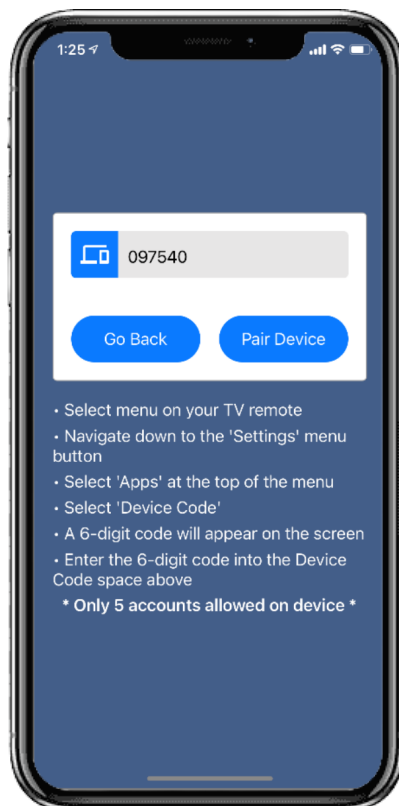 1:25
097540
Go Back
Pair Device
• Select menu on your TV remote
• Navigate down to the 'Settings' menu
button
• Select 'Apps' at the top of the menu
• Select 'Device Code'
• A 6-digit code will appear on the screen
• Enter the 6-digit code into the Device
Code space above
* Only 5 accounts allowed on device *